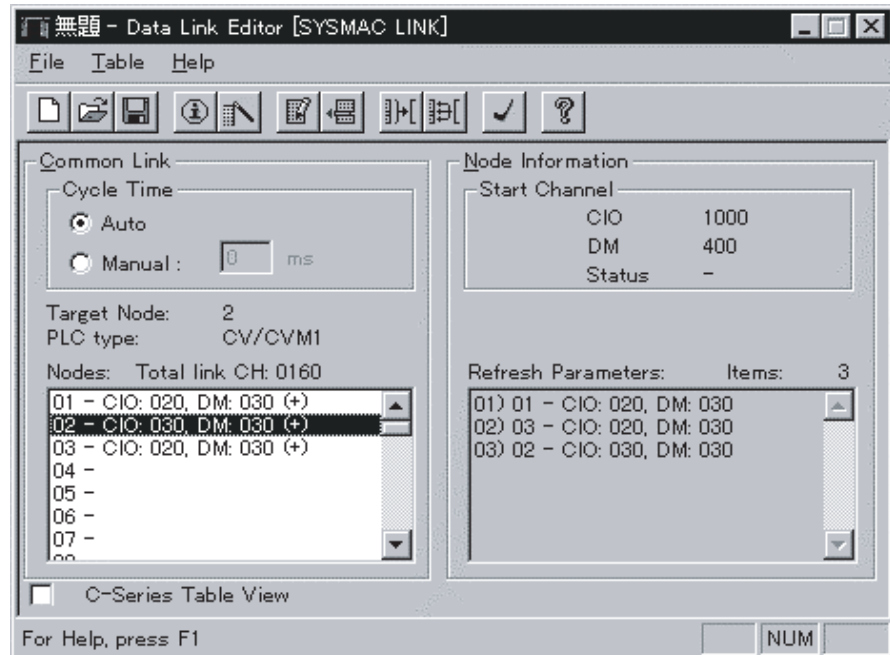 無題 - Data Link Editor [SYSMAC LINK]
File Table Help
Common Link
Cycle Time
Auto
Manual : 0 ms
Target Node: 2
PLC type: CV/CVM1
Nodes: Total link CH: 0160
01 - CIO: 020, DM: 030 (+)
02 - CIO: 030, DM: 030 (+)
03 - CIO: 020, DM: 030 (+)
04 -
05 -
06 -
07 -
C-Series Table View
Node Information
Start Channel
CIO 1000
DM 400
Status -
Refresh Parameters: Items: 3
01) 01 - CIO: 020, DM: 030
02) 03 - CIO: 020, DM: 030
03) 02 - CIO: 030, DM: 030
For Help, press F1
NUM